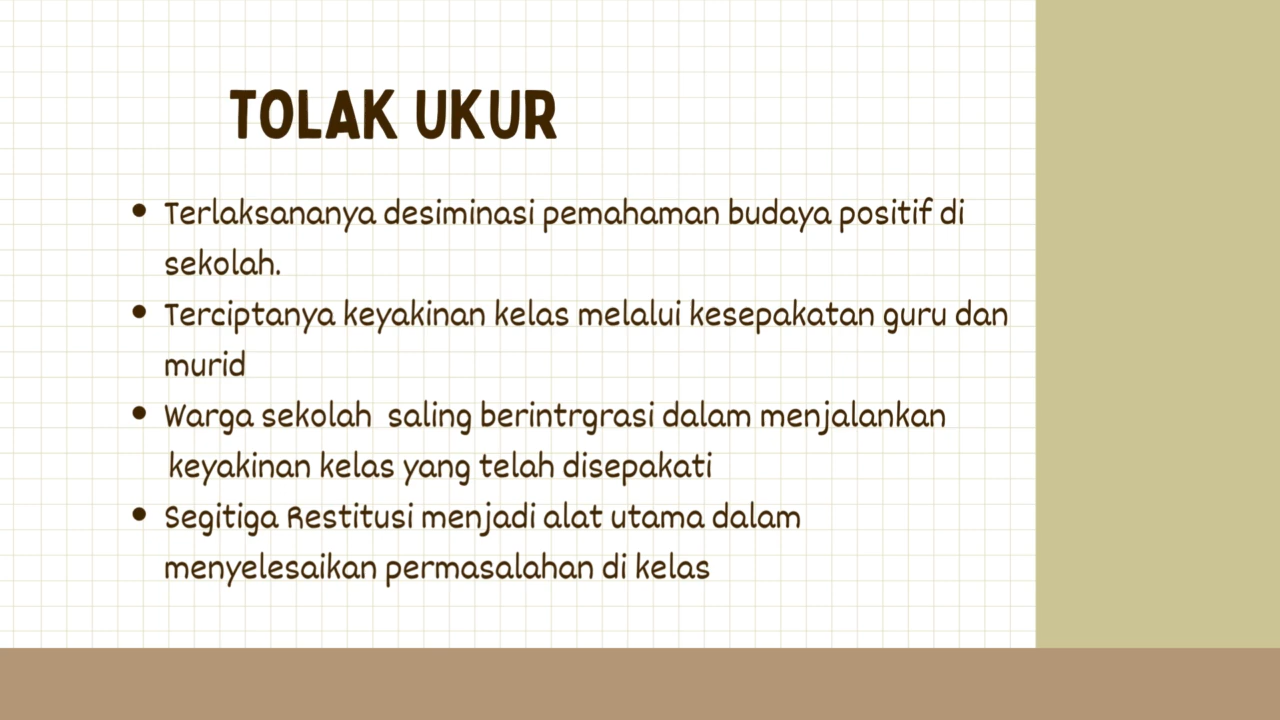 TOLAK UKUR
• Terlaksananya desiminasi pemahaman budaya positif di
sekolah.
• Terciptanya keyakinan kelas melalui kesepakatan guru dan
murid
• Warga sekolah  saling berintrgrasi dalam menjalankan
keyakinan kelas yang telah disepakati
• Segitiga Restitusi menjadi alat utama dalam
menyelesaikan permasalahan di kelas